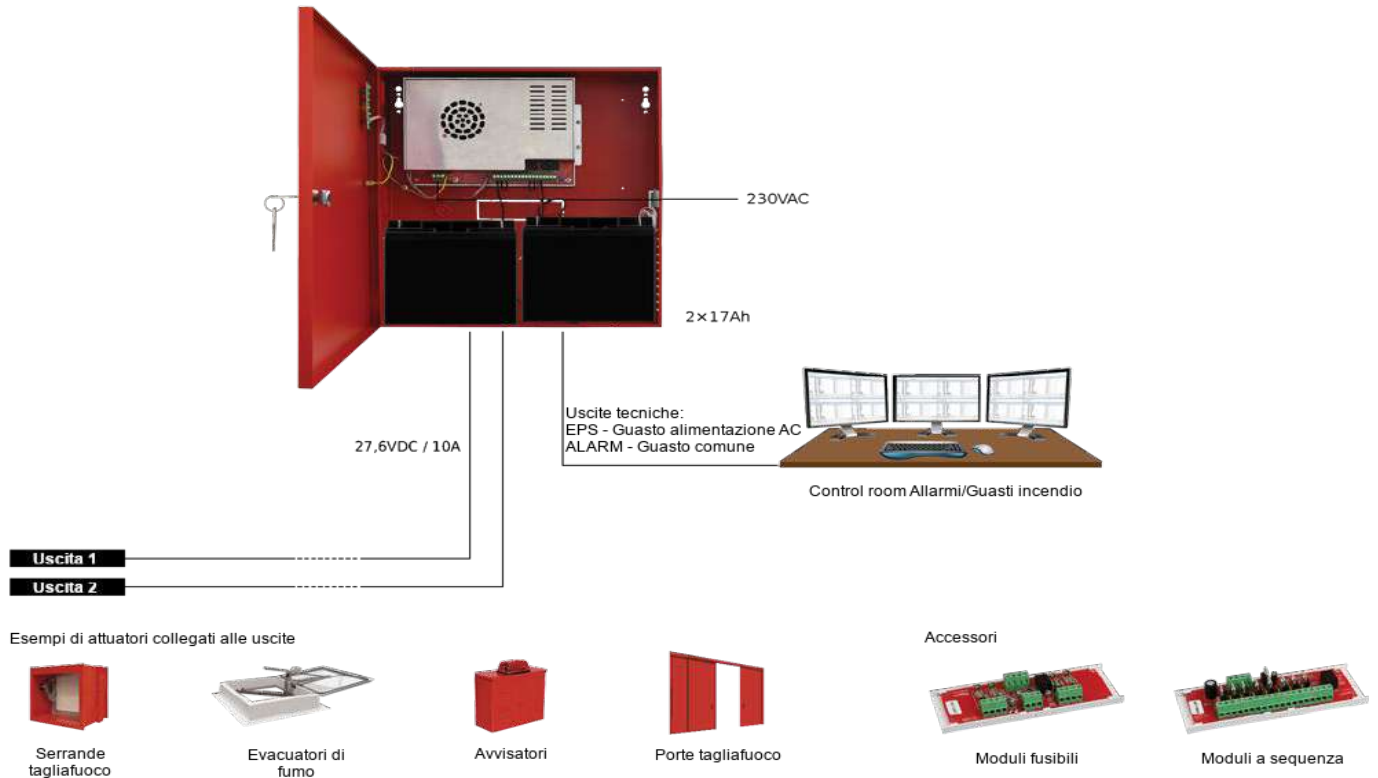 230VAC
2×17Ah
Uscite tecniche:
EPS - Guasto alimentazione AC
ALARM - Guasto comune
27,6VDC / 10A
Control room Allarmi/Guasti incendio
Uscita 1
Uscita 2
Esempi di attuatori collegati alle uscite
Accessori
Serrande
tagliafuoco
Evacuatori di
fumo
Avvisatori
Porte tagliafuoco
Moduli fusibili
Moduli a sequenza